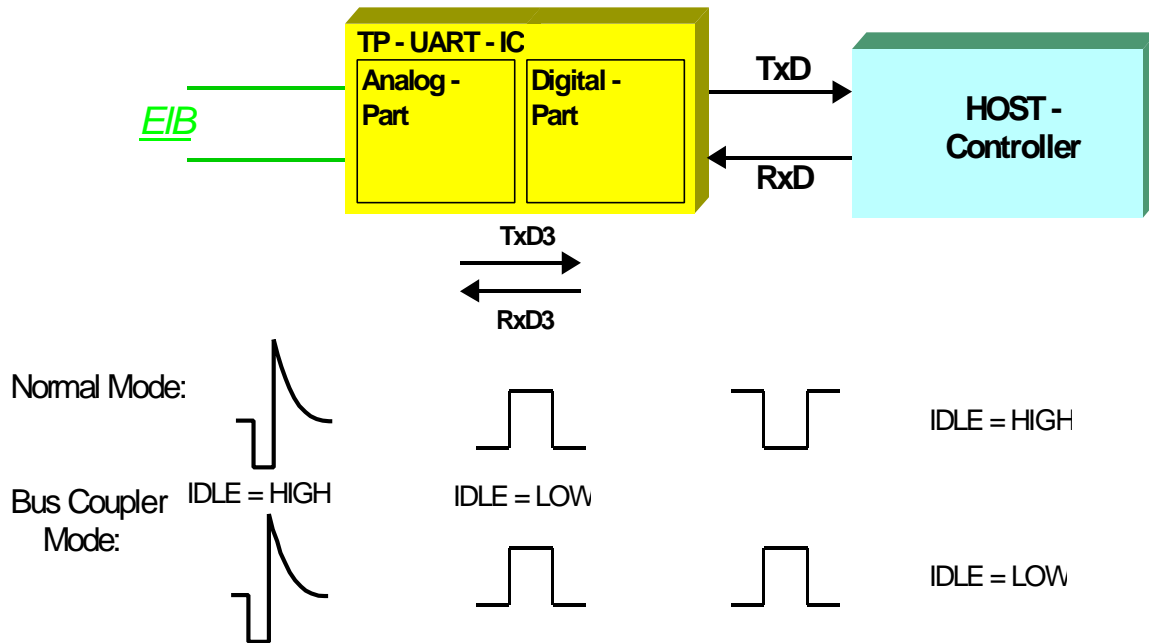 TP - UART - IC
Analog -
Part
Digital -
Part
EIB
TxD
RxD
HOST -
Controller
TxD3
RxD3
Normal Mode:
IDLE = HIGH
Bus Coupler
Mode:
IDLE = HIGH
IDLE = LOW
IDLE = LOW